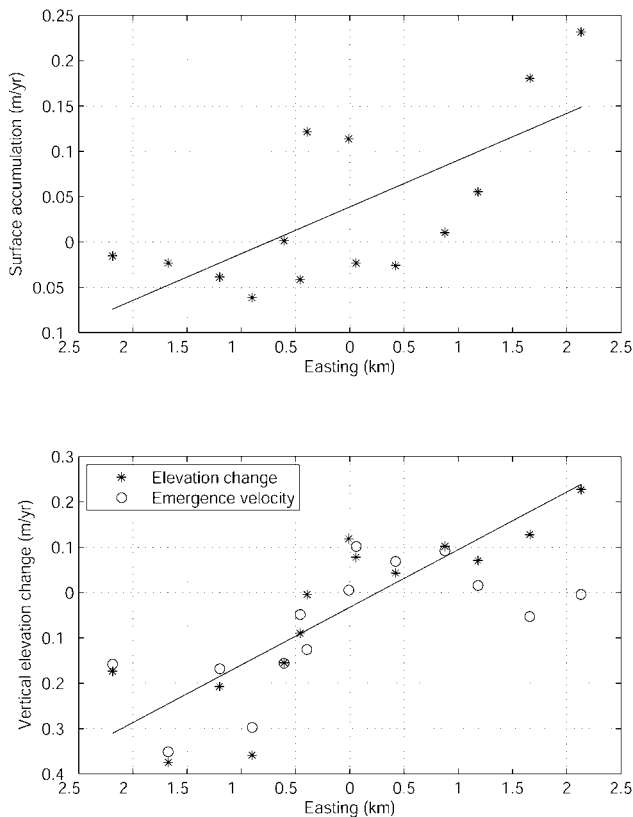 0.25
0.2
0.15
0.1
0.05
0
0.05
0.1
Surface accumulation (m/yr)
2.5 2 1.5 1 0.5 0 0.5 1 1.5 2 2.5
Easting (km)
0.3
0.2
0.1
0
0.1
0.2
0.3
0.4
Vertical elevation change (m/yr)
Elevation change
Emergence velocity
2.5 2 1.5 1 0.5 0 0.5 1 1.5 2 2.5
Easting (km)